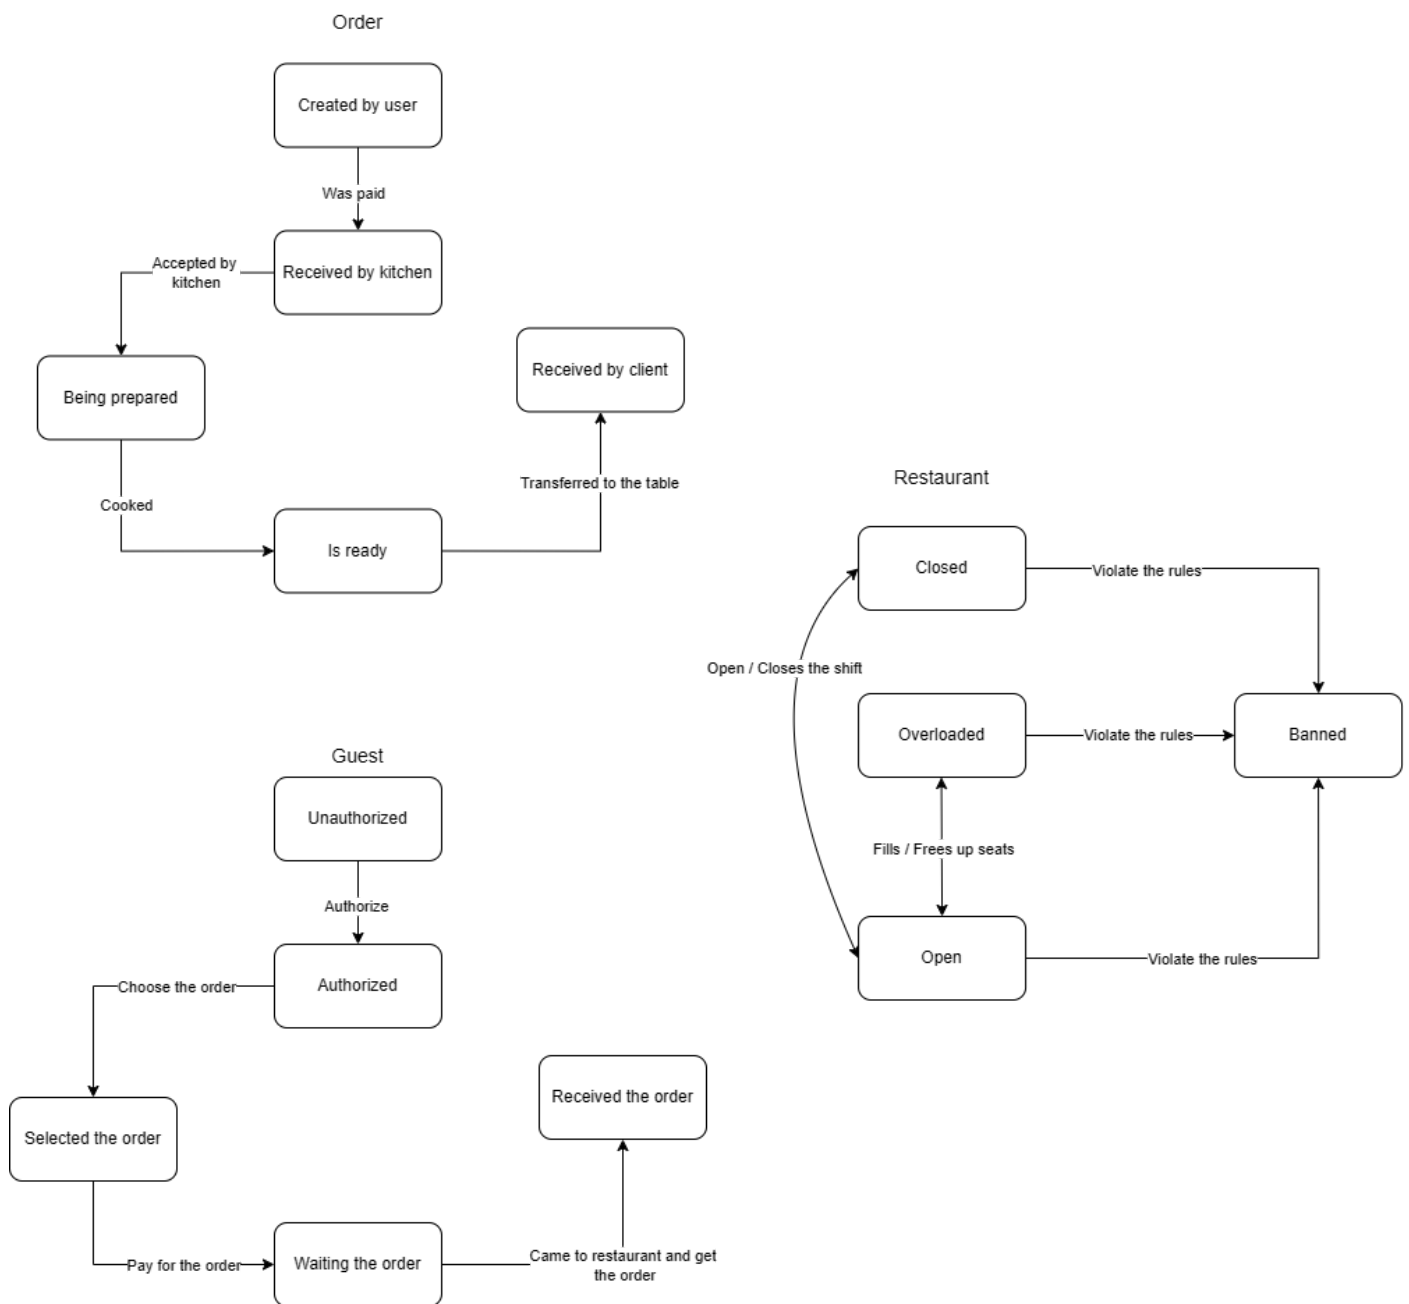 Order
Created by user
Was paid
Received by kitchen
Accepted by
kitchen
Being prepared
Cooked
Is ready
Transferred to the table
Received by client
Guest
Unauthorized
Authorize
Authorized
Choose the order
Selected the order
Pay for the order
Waiting the order
Came to restaurant and get
the order
Received the order
Restaurant
Closed
Violate the rules
Open / Closes the shift
Overloaded
Violate the rules
Banned
Fills / Frees up seats
Open
Violate the rules